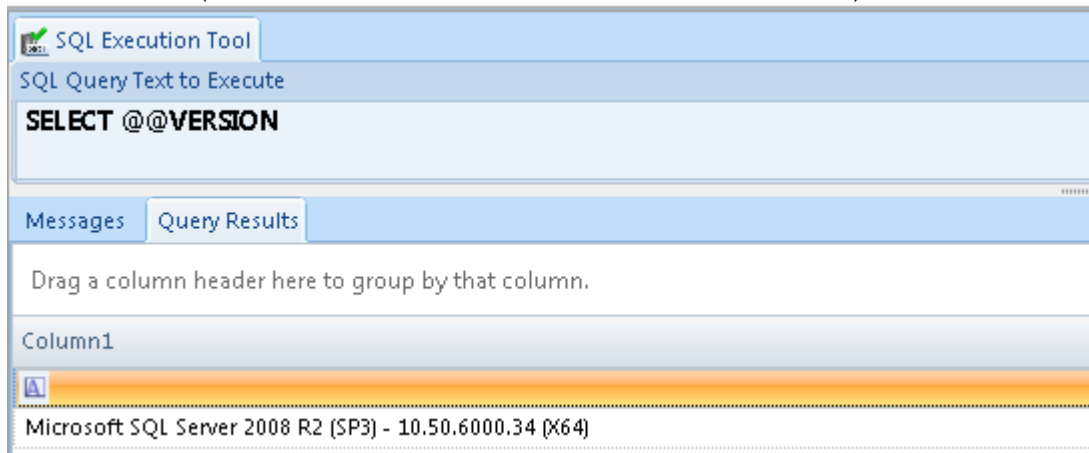 SQL Execution Tool
SQL Query Text to Execute
SELECT @@VERSION
Messages Query Results
Drag a column header here to group by that column.
Column1
A
Microsoft SQL Server 2008 R2 (SP3) - 10.50.6000.34 (X64)